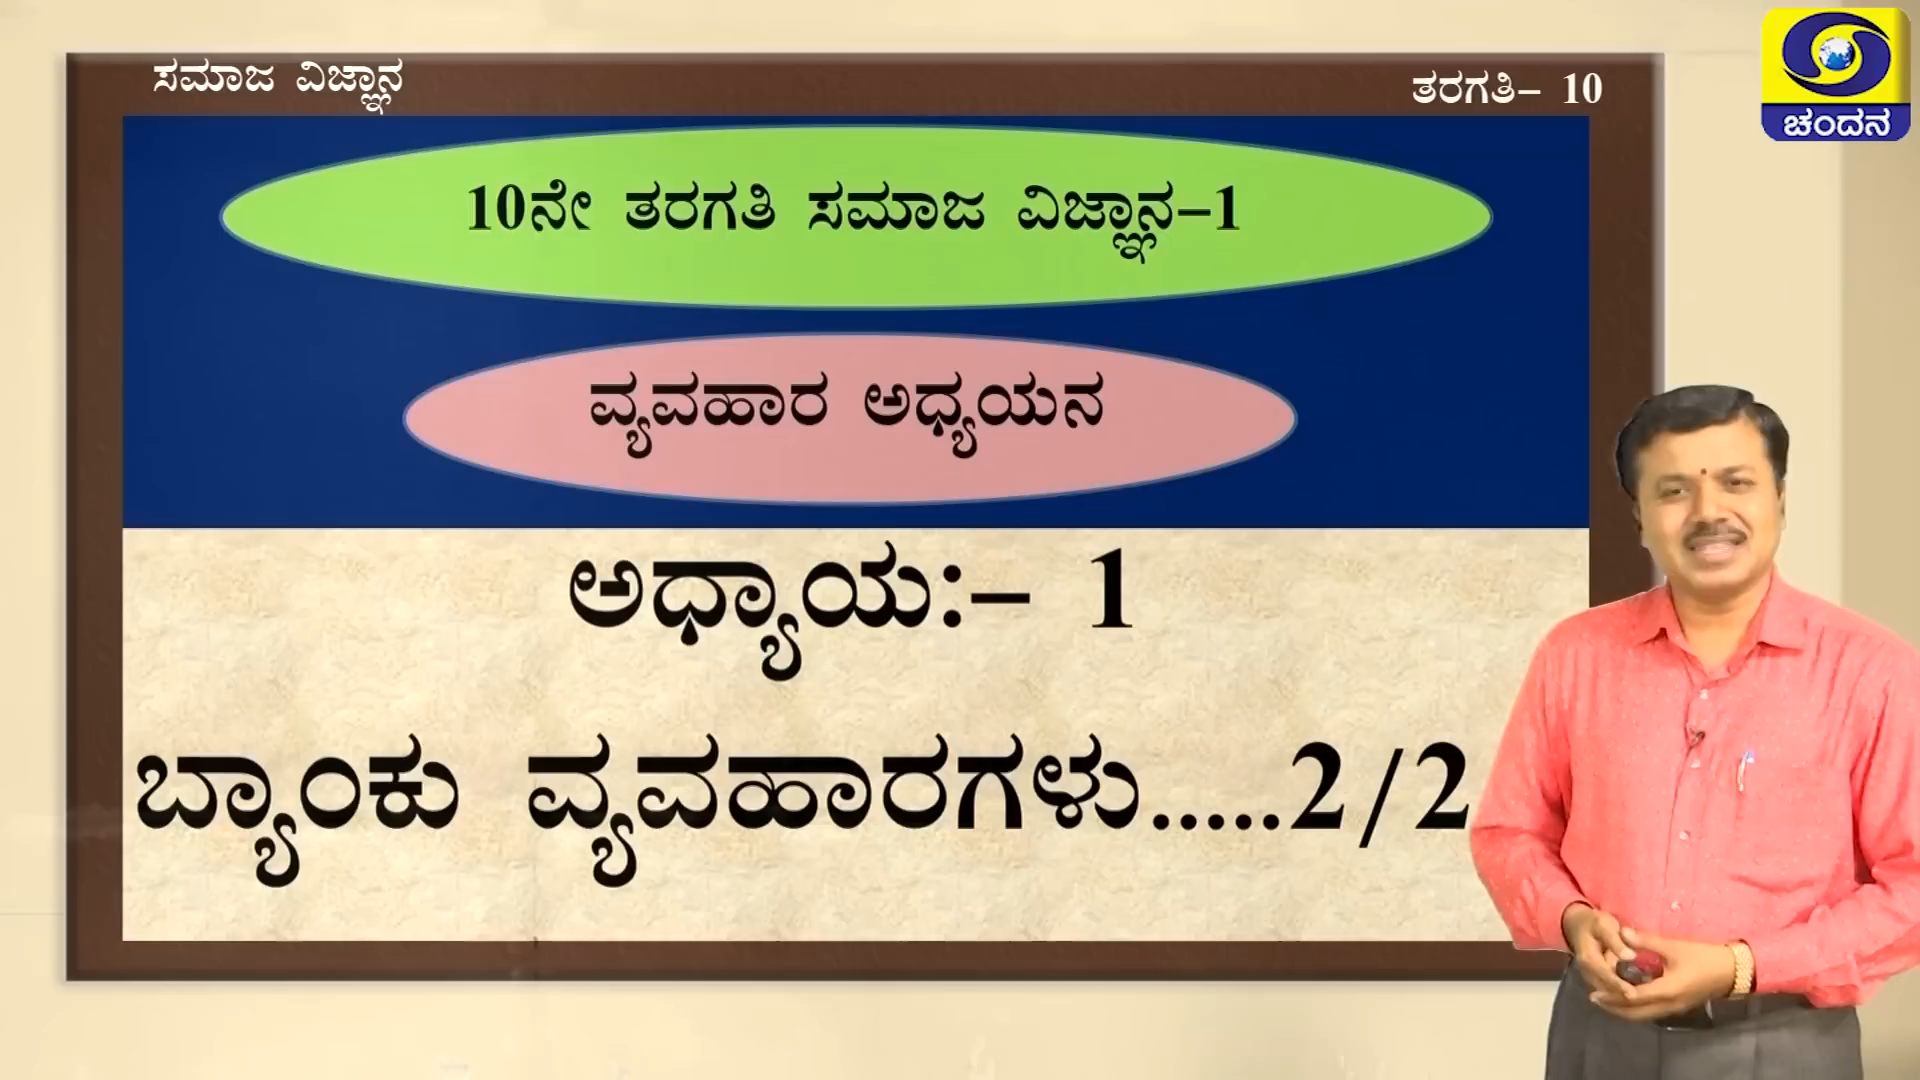 ಸಮಾಜ ವಿಜ್ಞಾನ
ತರಗತಿ– 10
ಚಂದನ
10ನೇ ತರಗತಿ ಸಮಾಜ ವಿಜ್ಞಾನ–1
ವ್ಯವಹಾರ ಅಧ್ಯಯನ
ಅಧ್ಯಾಯ:– 1
ಬ್ಯಾಂಕು ವ್ಯವಹಾರಗಳು.....2/2